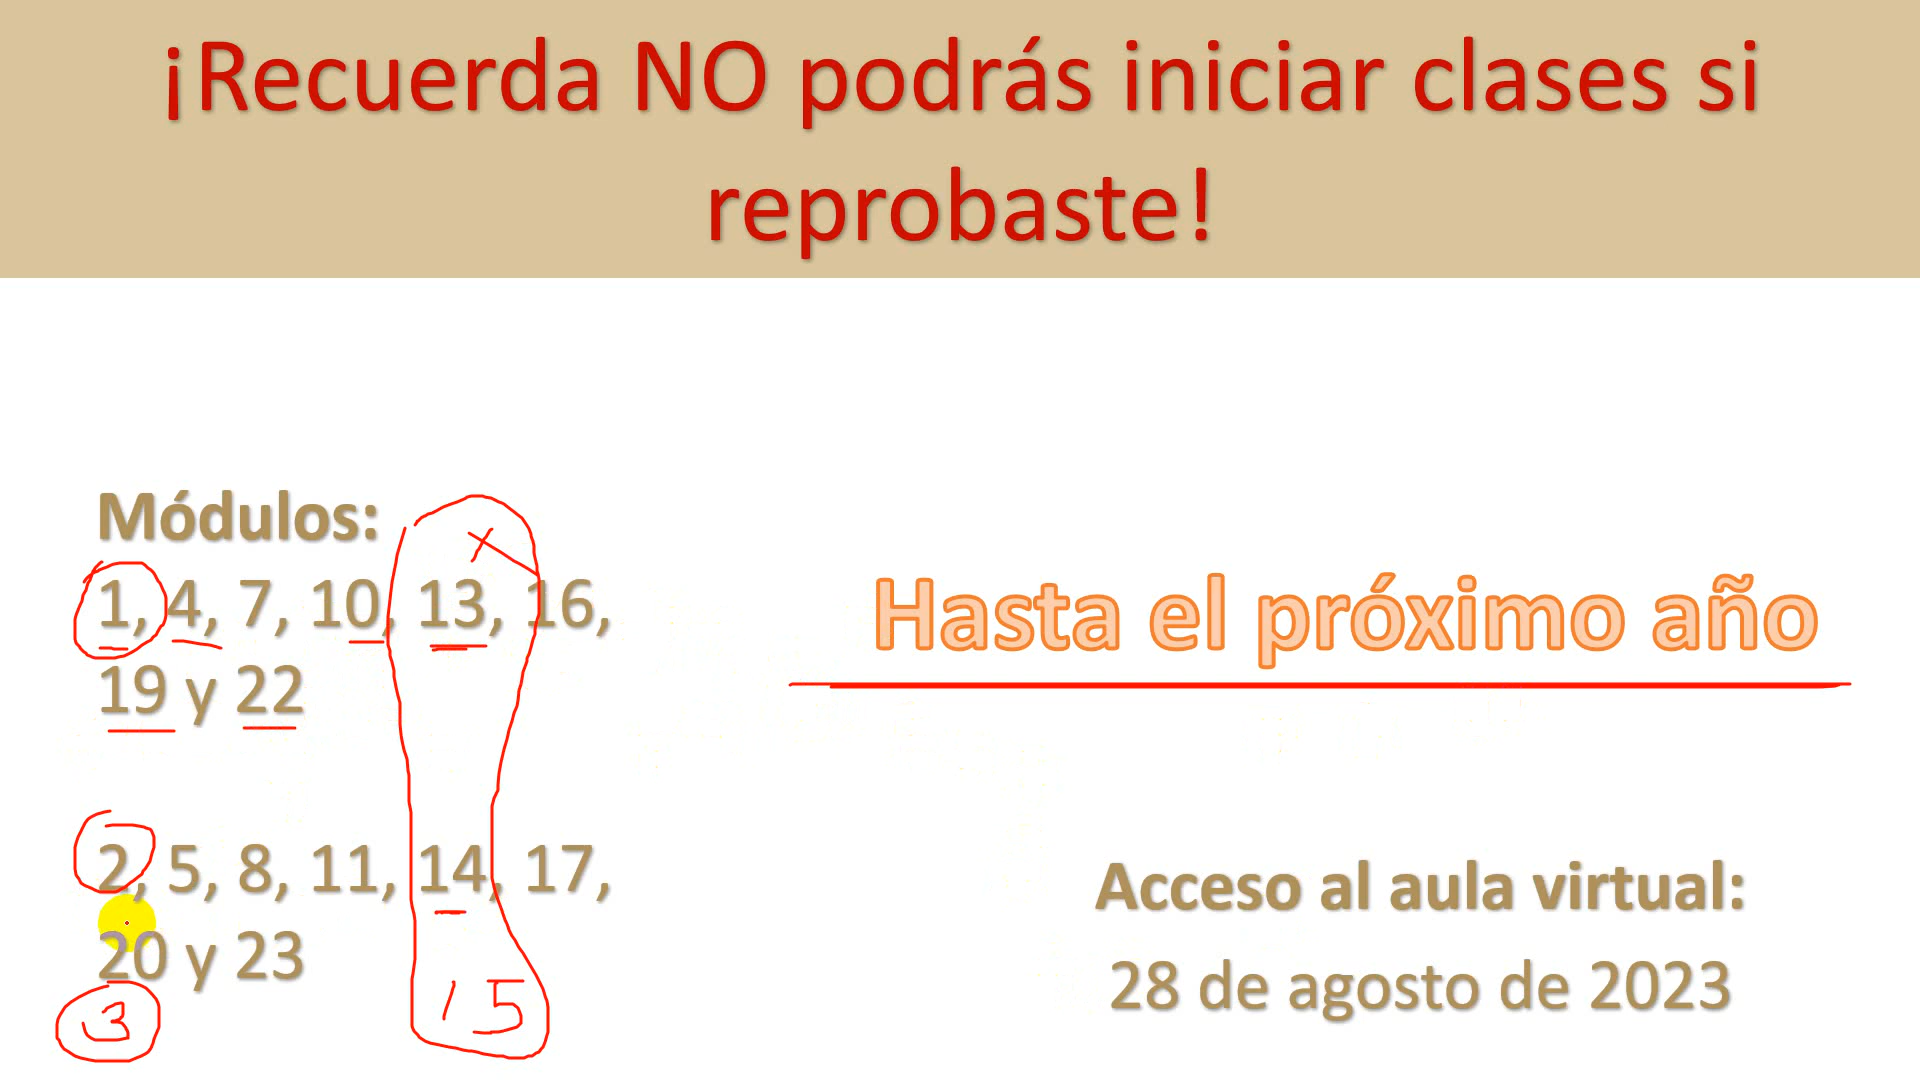 ¡Recuerda NO podrás iniciar clases si
reprobaste!
Módulos:
1, 4, 7, 10, 13, 16,
19 y 22
2, 5, 8, 11, 14, 17,
20 y 23
3
15
Hasta el próximo año
Acceso al aula virtual:
28 de agosto de 2023